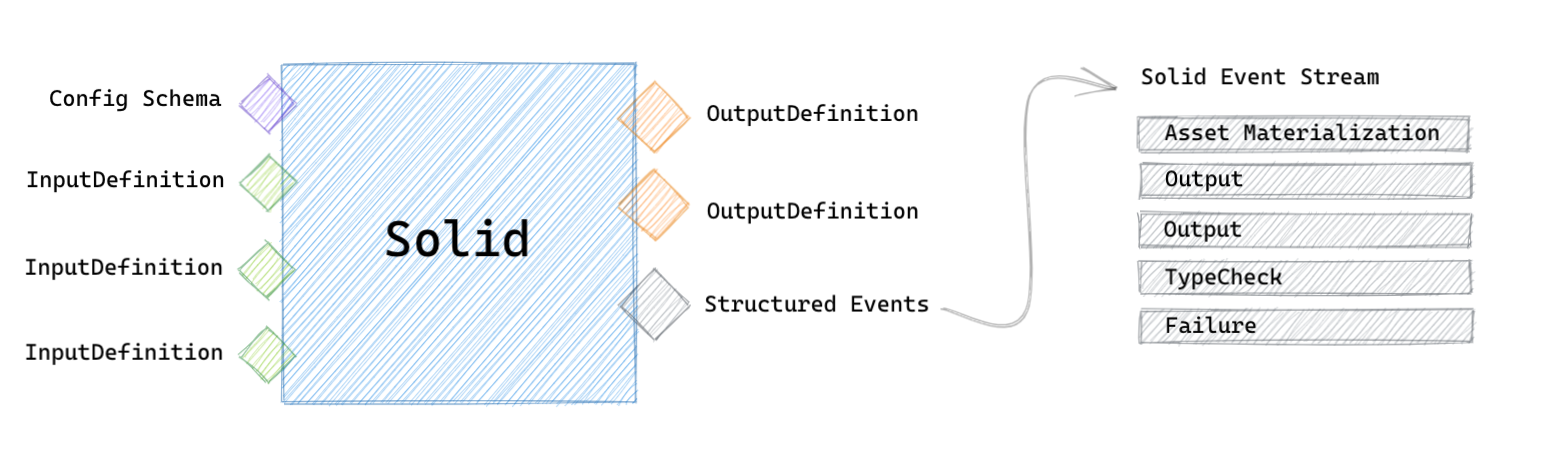 Config Schema
InputDefinition
InputDefinition
InputDefinition
Solid
OutputDefinition
OutputDefinition
Structured Events
Solid Event Stream
Asset Materialization
Output
Output
TypeCheck
Failure